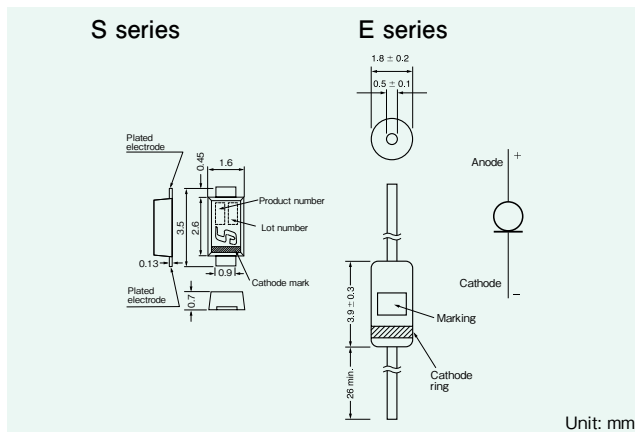 S series
E series
1.8 ± 0.2
0.5 ± 0.1
Plated
electrode
0.45
1.6
Product number
Lot number
3.5
2.6
0.13
0.9
Cathode mark
Plated
electrode
0.7
Anode
+
Cathode
−
3.9 ± 0.3
Marking
Cathode
ring
26 min.
Unit: mm